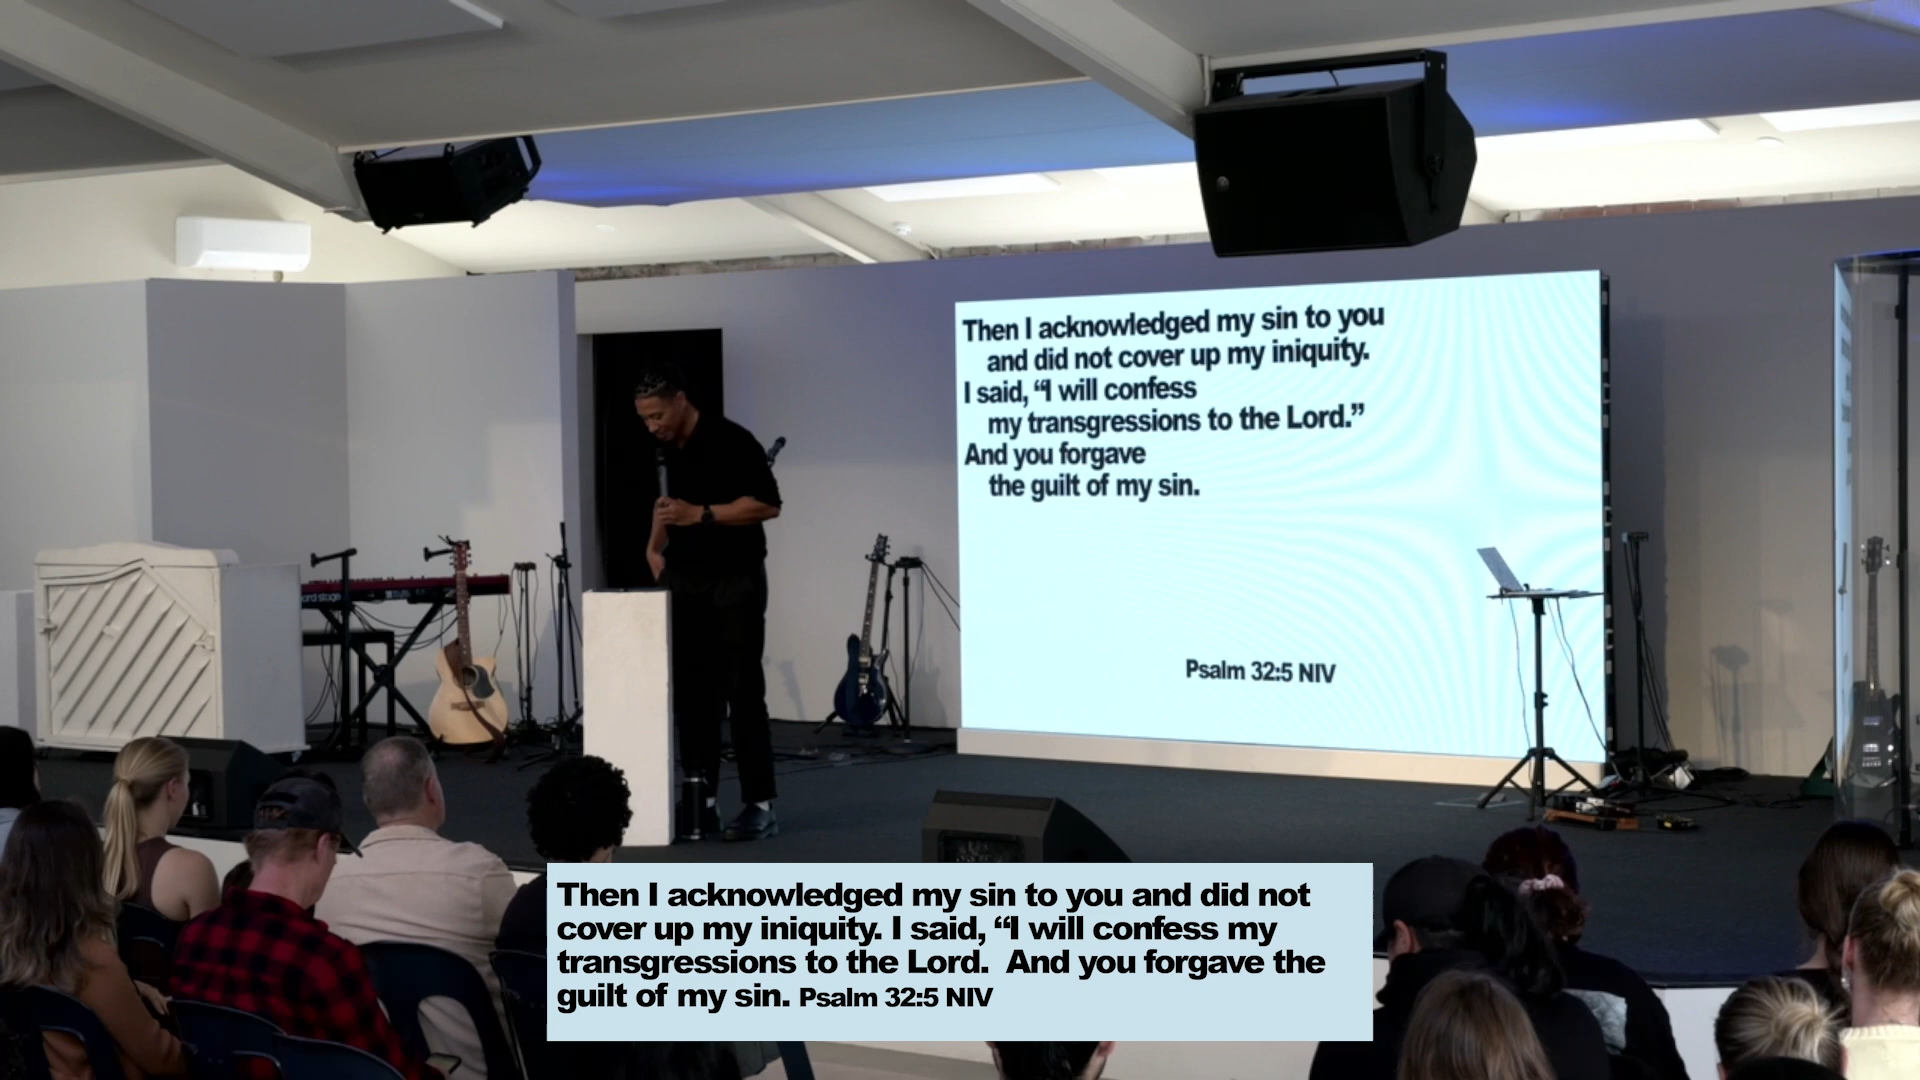 Then I acknowledged my sin to you
and did not cover up my iniquity.
I said, “I will confess
my transgressions to the Lord.”
And you forgave
the guilt of my sin.
Psalm 32:5 NIV
Then I acknowledged my sin to you and did not
cover up my iniquity. I said, “I will confess my
transgressions to the Lord.  And you forgave the
guilt of my sin. Psalm 32:5 NIV